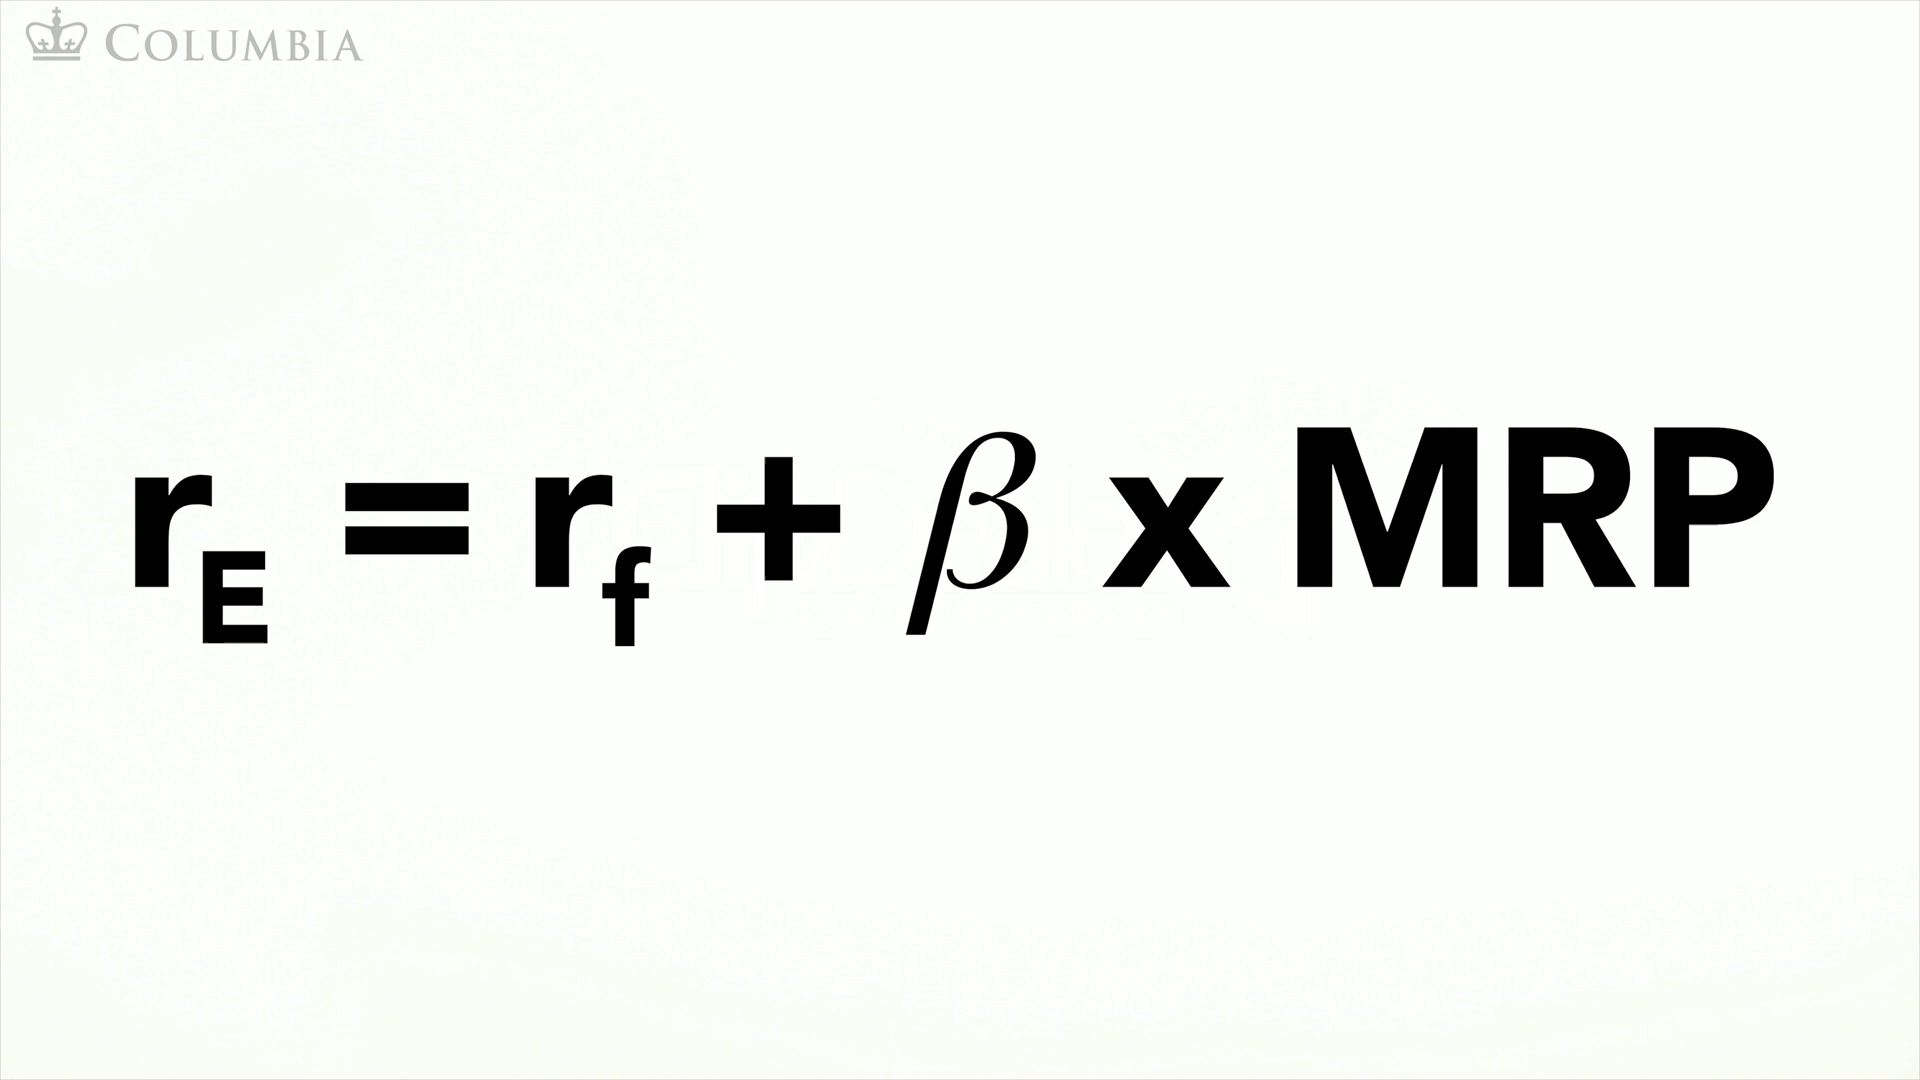 COLUMBIA
r_E = r_f + β x MRP